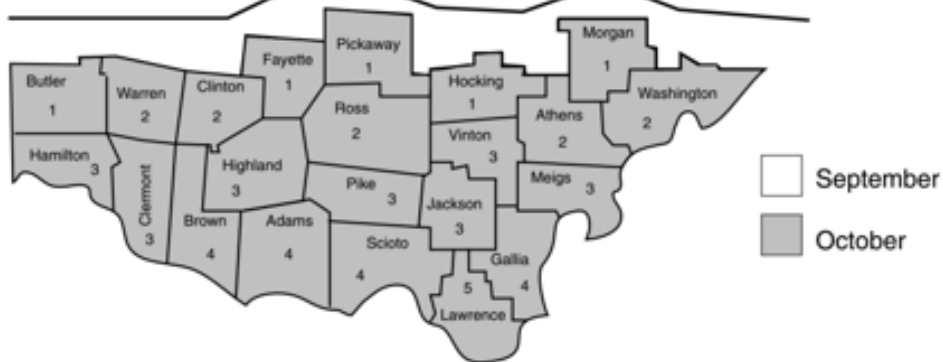 Morgan
1
Pickaway
1
Fayette
1
Butler
1
Warren
2
Clinton
2
Hocking
1
Washington
2
Ross
2
Athens
2
Vinton
3
Hamilton 3
Highland
3
Pike
3
Meigs 3
Clermont
3
Brown
4
Adams
4
Jackson
3
Scioto
4
Gallia
4
5
Lawrence
September
October